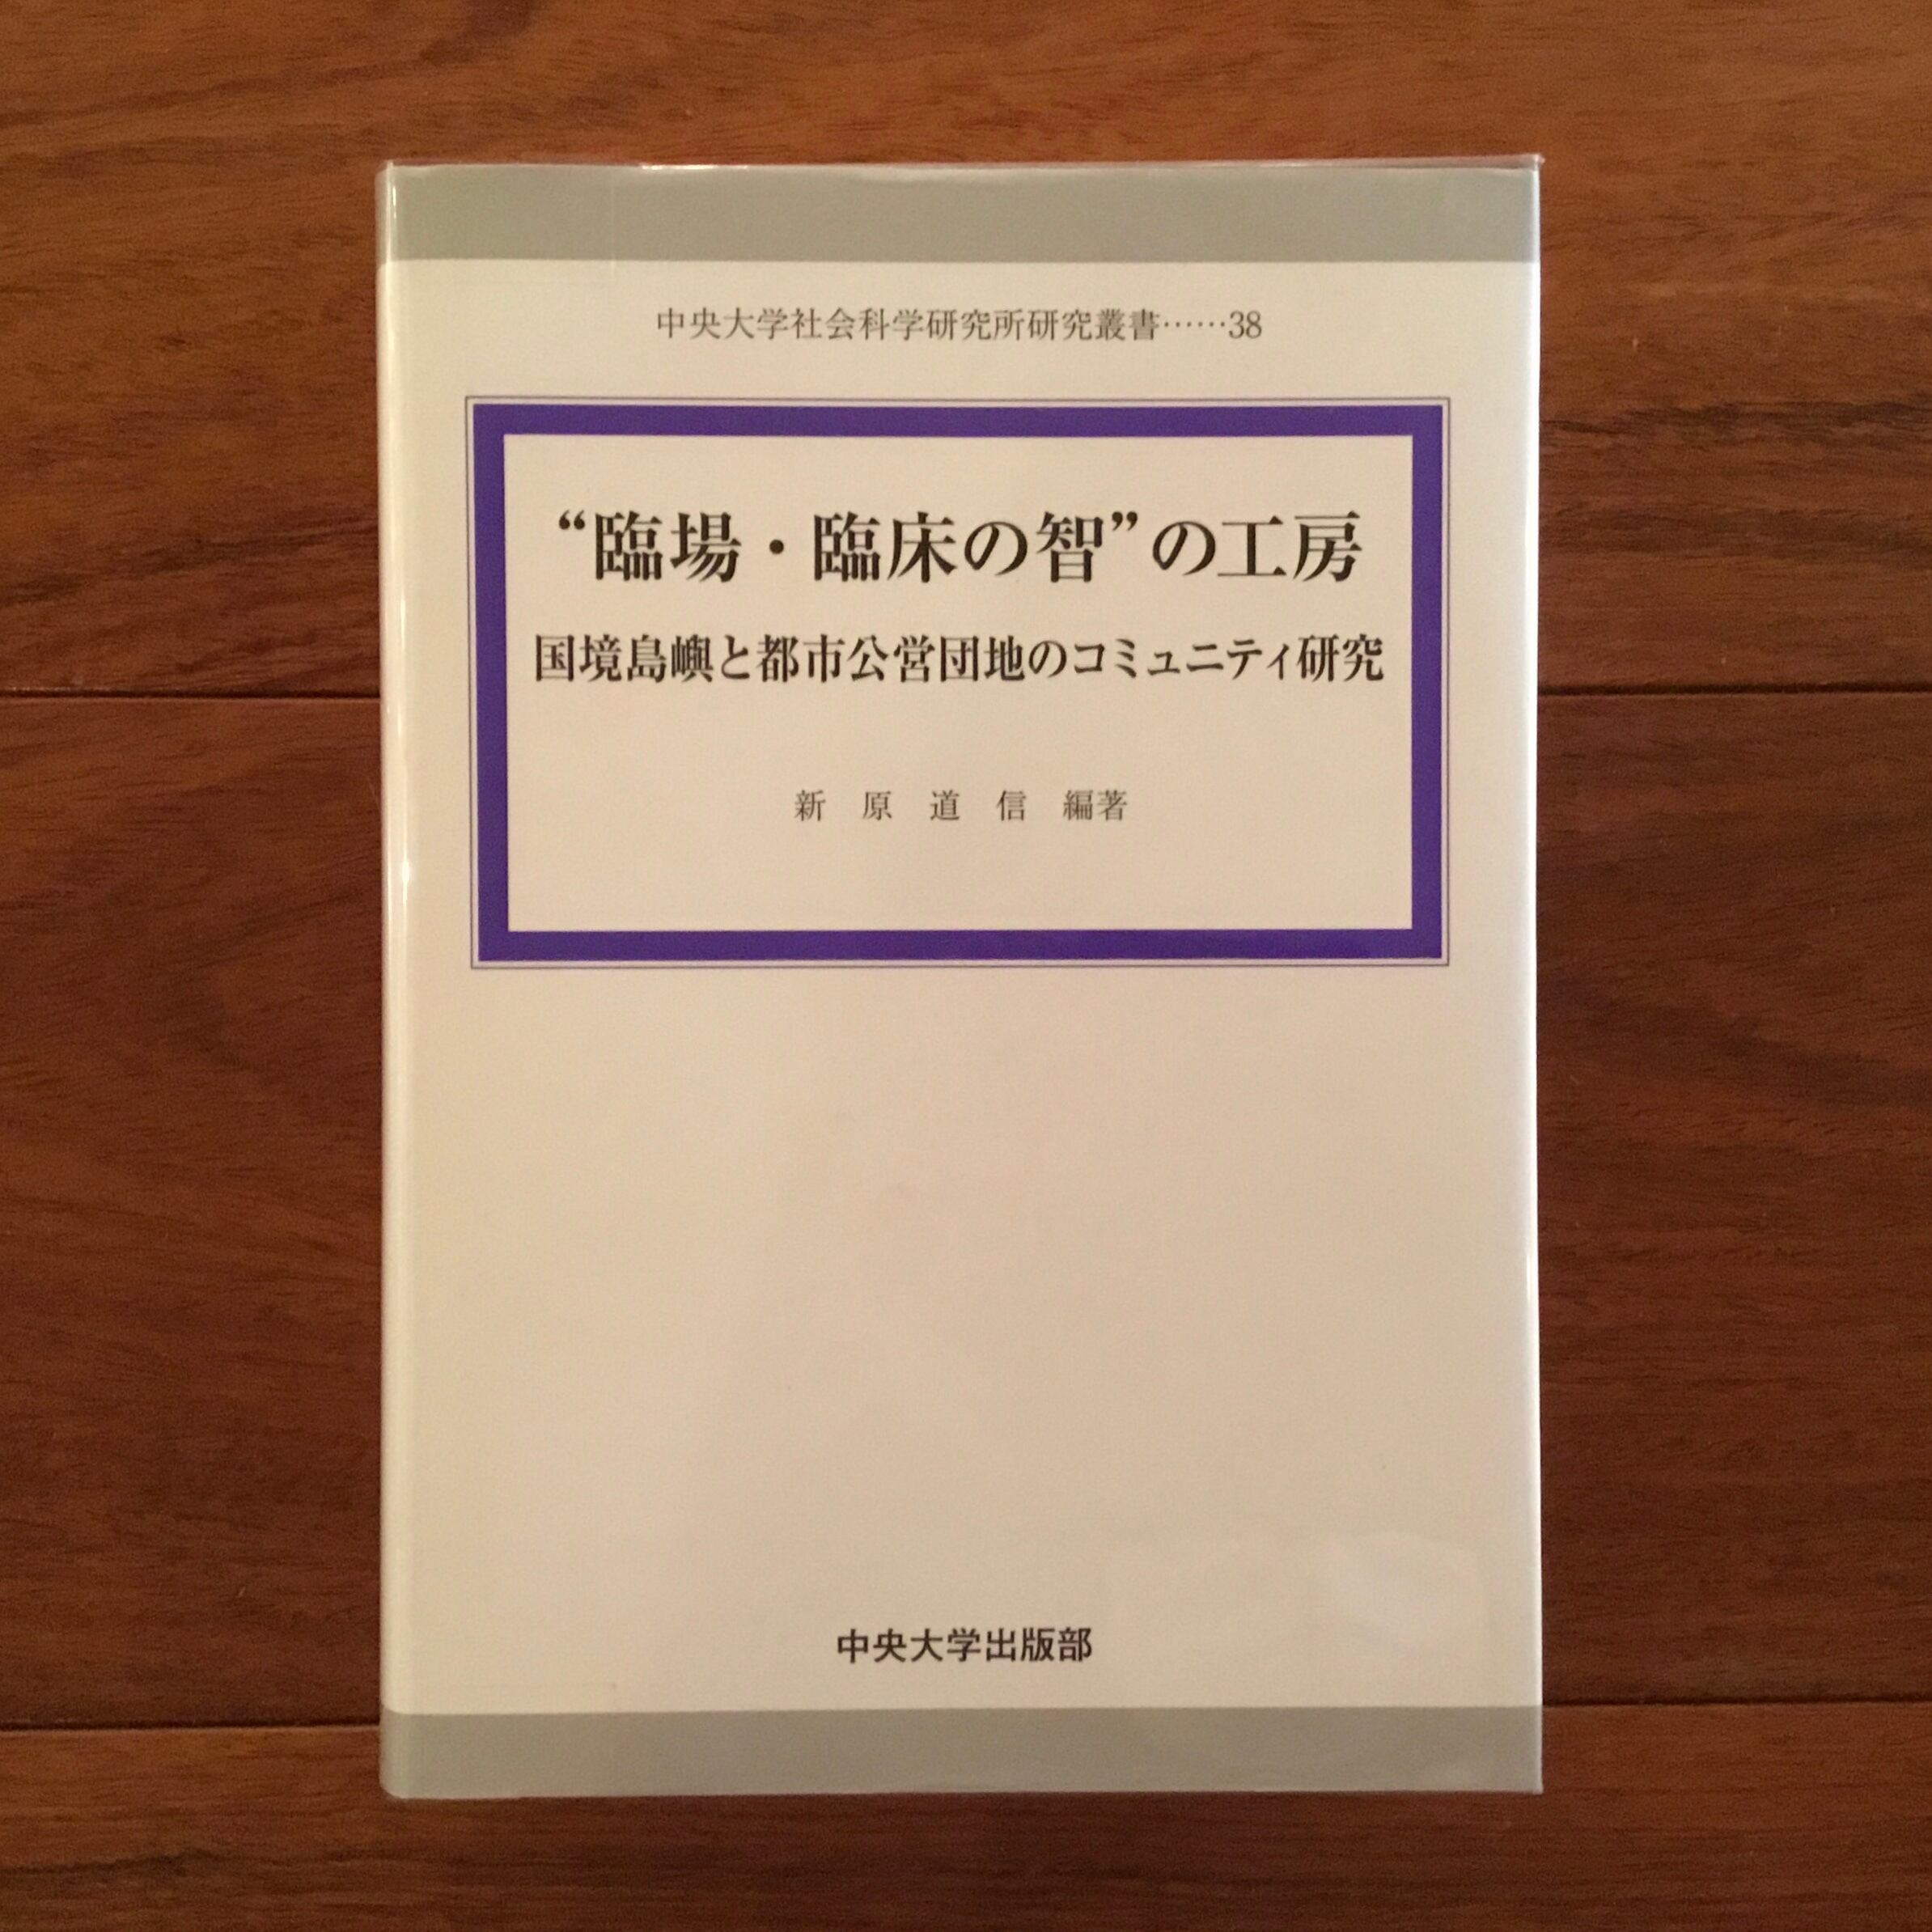 中央大学社会科学研究所研究叢書……38
“臨場・臨床の智”の工房
国境島嶼と都市公営団地のコミュニティ研究
新原道信 編著
中央大学出版部